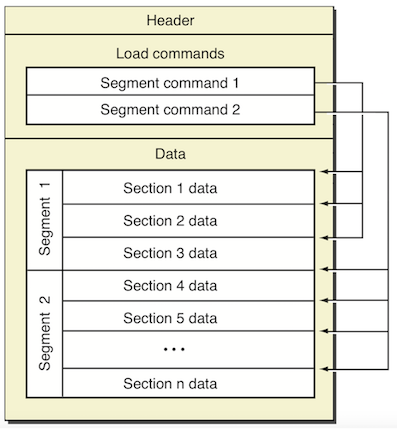 Header
Load commands
Segment command 1
Segment command 2
Data
Segment 1
Section 1 data
Section 2 data
Section 3 data
Segment 2
Section 4 data
Section 5 data
...
Section n data